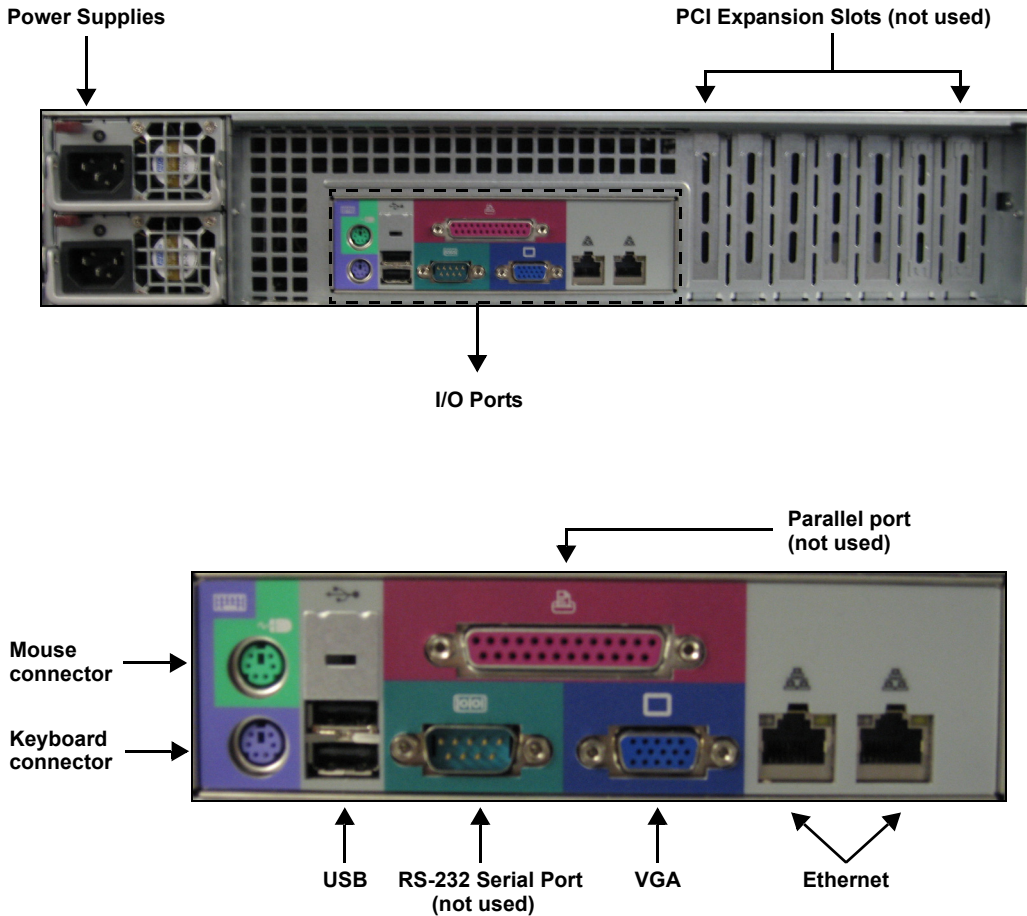 Power Supplies
PCI Expansion Slots (not used)
I/O Ports
Parallel port
(not used)
Mouse
connector
Keyboard
connector
USB
RS-232 Serial Port
(not used)
VGA
Ethernet